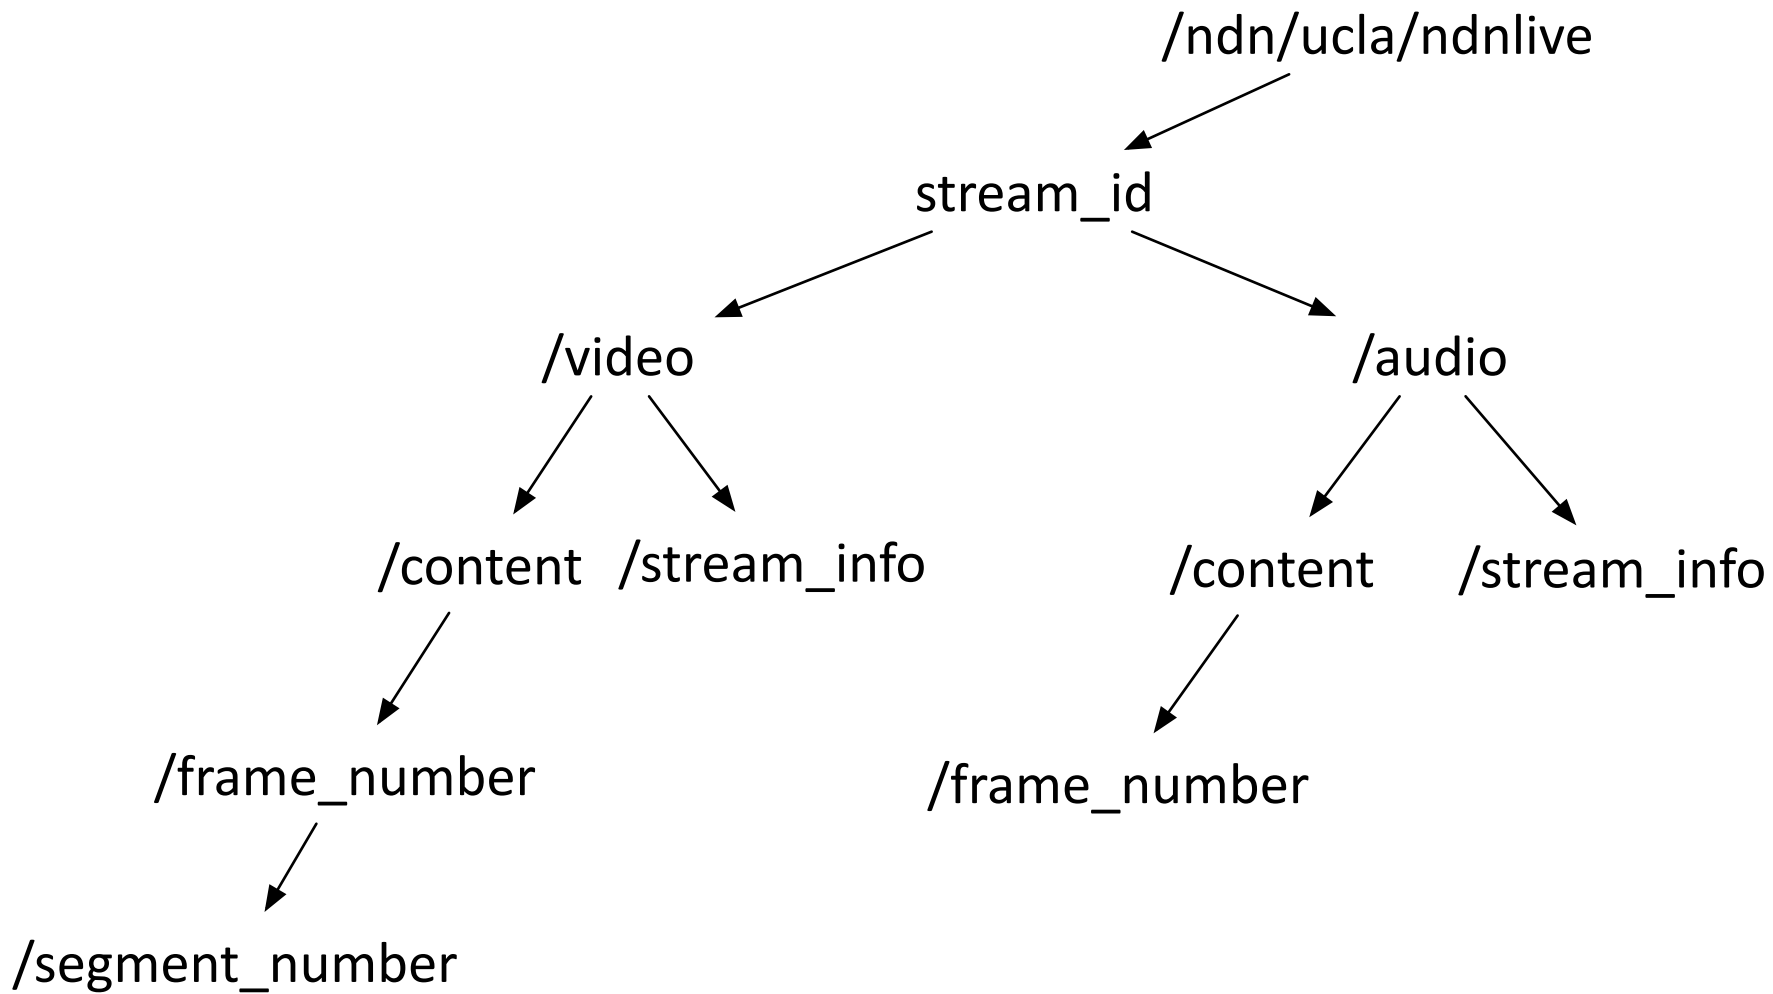 /ndn/ucla/ndnlive
stream_id
/video
/audio
/content
/stream_info
/content
/stream_info
/frame_number
/frame_number
/segment_number